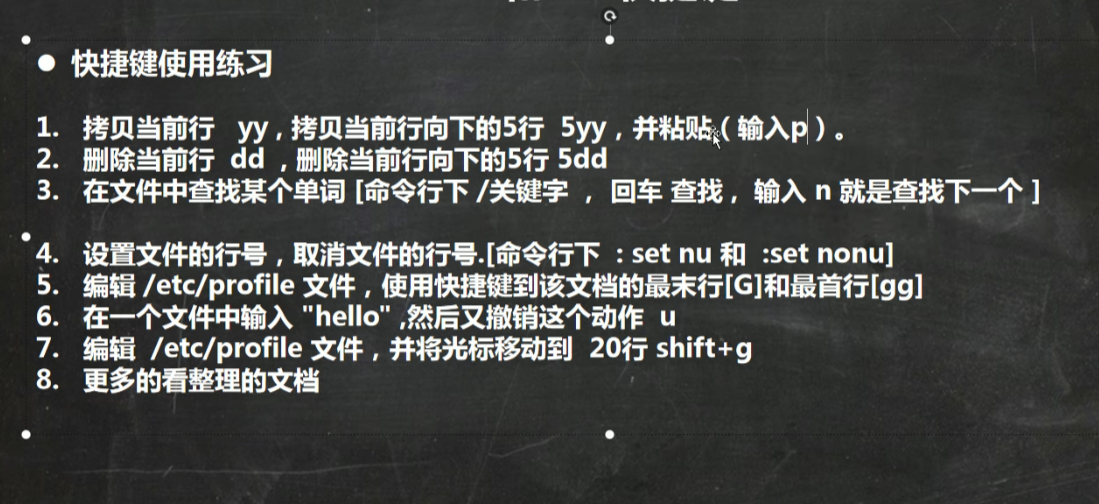 ● 快捷键使用练习
1. 拷贝当前行 yy , 拷贝当前行向下的5行 5yy，并粘贴（输入p）。
2. 删除当前行 dd , 删除当前行向下的5行 5dd
3. 在文件中查找某个单词 [命令行下 /关键字 ， 回车 查找 , 输入 n 就是查找下一个 ]
4. 设置文件的行号，取消文件的行号.[命令行下 : set nu 和 :set nonu]
5. 编辑 /etc/profile 文件，使用快捷键到该文档的最末行[G]和最首行[gg]
6. 在一个文件中输入 "hello" ,然后又撤销这个动作 u
7. 编辑 /etc/profile 文件，并将光标移动到 20行 shift+g
8. 更多的看整理的文档